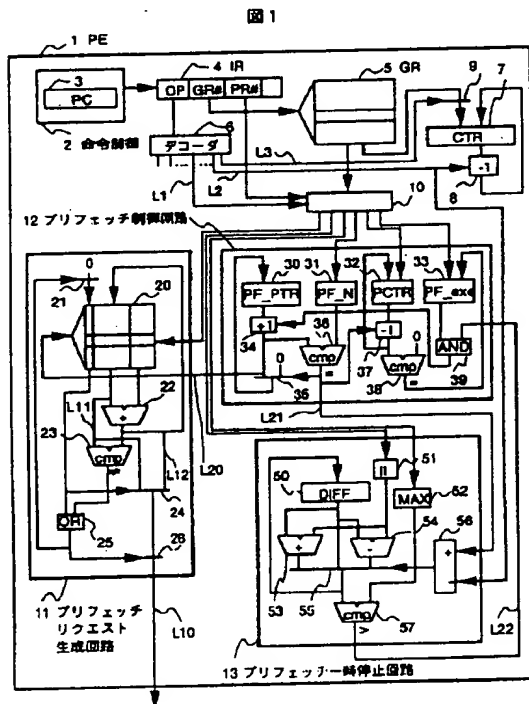 図1
1 PE
3
PC
2 命令制御
4 IR
OP GR# PR#
5 GR
9
7
CTR
-1
8
6
デコーダ
L1
L2
L3
10
12 プリフェッチ制御回路
0
21
20
30
31
32
33
PF_PTR
PF_N
PCTR
PF_exe
+1
34
cmp
36
0
=
35
-1
37
0
cmp
38
=
AND
39
L11
22
+
23
cmp
≠
L20
L12
24
OR
25
26
L21
50
DIFF
51
MAX
52
+
53
-
54
55
56
+
-
cmp
57
>
L22
11 プリフェッチ
リクエスト
生成回路
L10
13 プリフェッチ一時停止回路